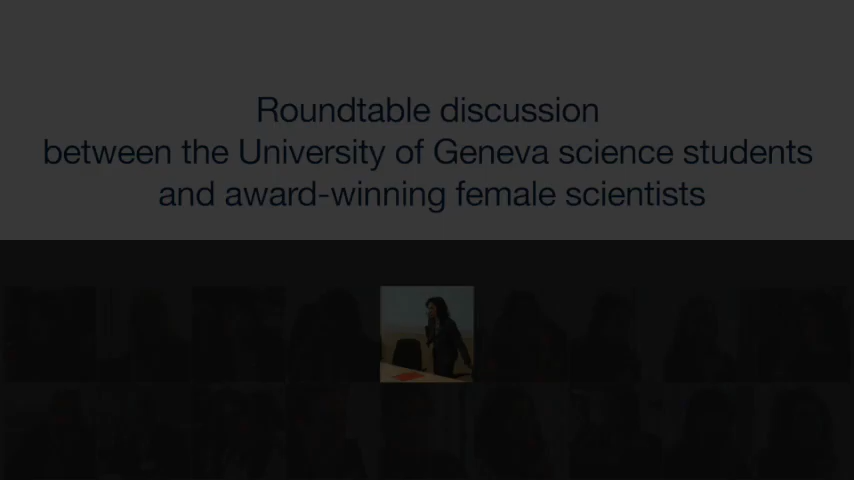 Roundtable discussion
between the University of Geneva science students
and award-winning female scientists